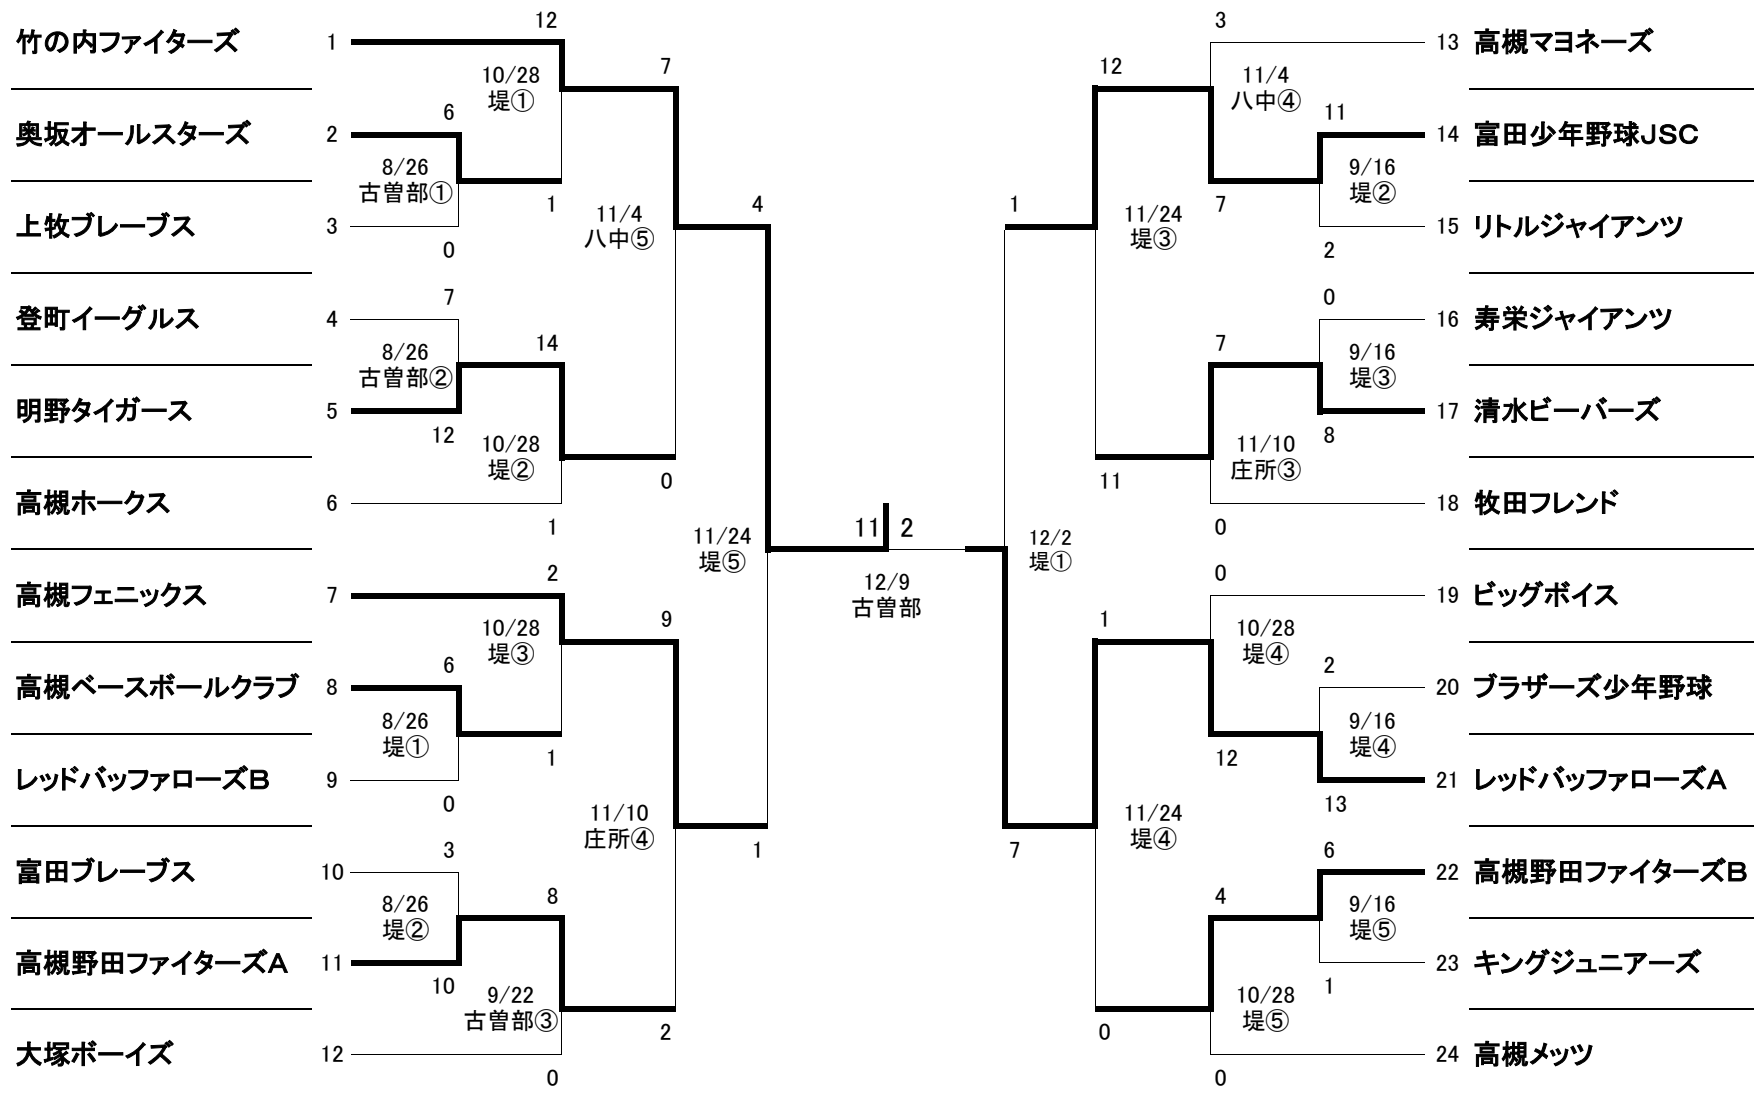 竹の内ファイターズ 1
奥坂オールスターズ 2
上牧ブレーブス 3
登町イーグルス 4
明野タイガース 5
高槻ホークス 6
高槻フェニックス 7
高槻ベースボールクラブ 8
レッドバッファローズB 9
富田ブレーブス 10
高槻野田ファイターズA 11
大塚ボーイズ 12
6
8/26
古曽部①
0
7
8/26
古曽部②
12
6
8/26
堤①
0
3
8/26
堤②
10
12
10/28
堤①
1
14
10/28
堤②
1
2
10/28
堤③
1
8
9/22
古曽部③
0
7
11/4
八中⑤
0
9
11/10
庄所④
2
4
11/24
堤⑤
1
11 2
12/9
古曽部
1
12/2
堤①
7
12
11/24
堤③
11
1
11/24
堤④
0
3
11/4
八中④
7
7
11/10
庄所③
0
0
10/28
堤④
12
4
10/28
堤⑤
0
11
9/16
堤②
2
0
9/16
堤③
8
2
9/16
堤④
13
6
9/16
堤⑤
1
13 高槻マヨネーズ
14 富田少年野球JSC
15 リトルジャイアンツ
16 寿栄ジャイアンツ
17 清水ビーバーズ
18 牧田フレンド
19 ビッグボイス
20 ブラザーズ少年野球
21 レッドバッファローズA
22 高槻野田ファイターズB
23 キングジュニアーズ
24 高槻メッツ